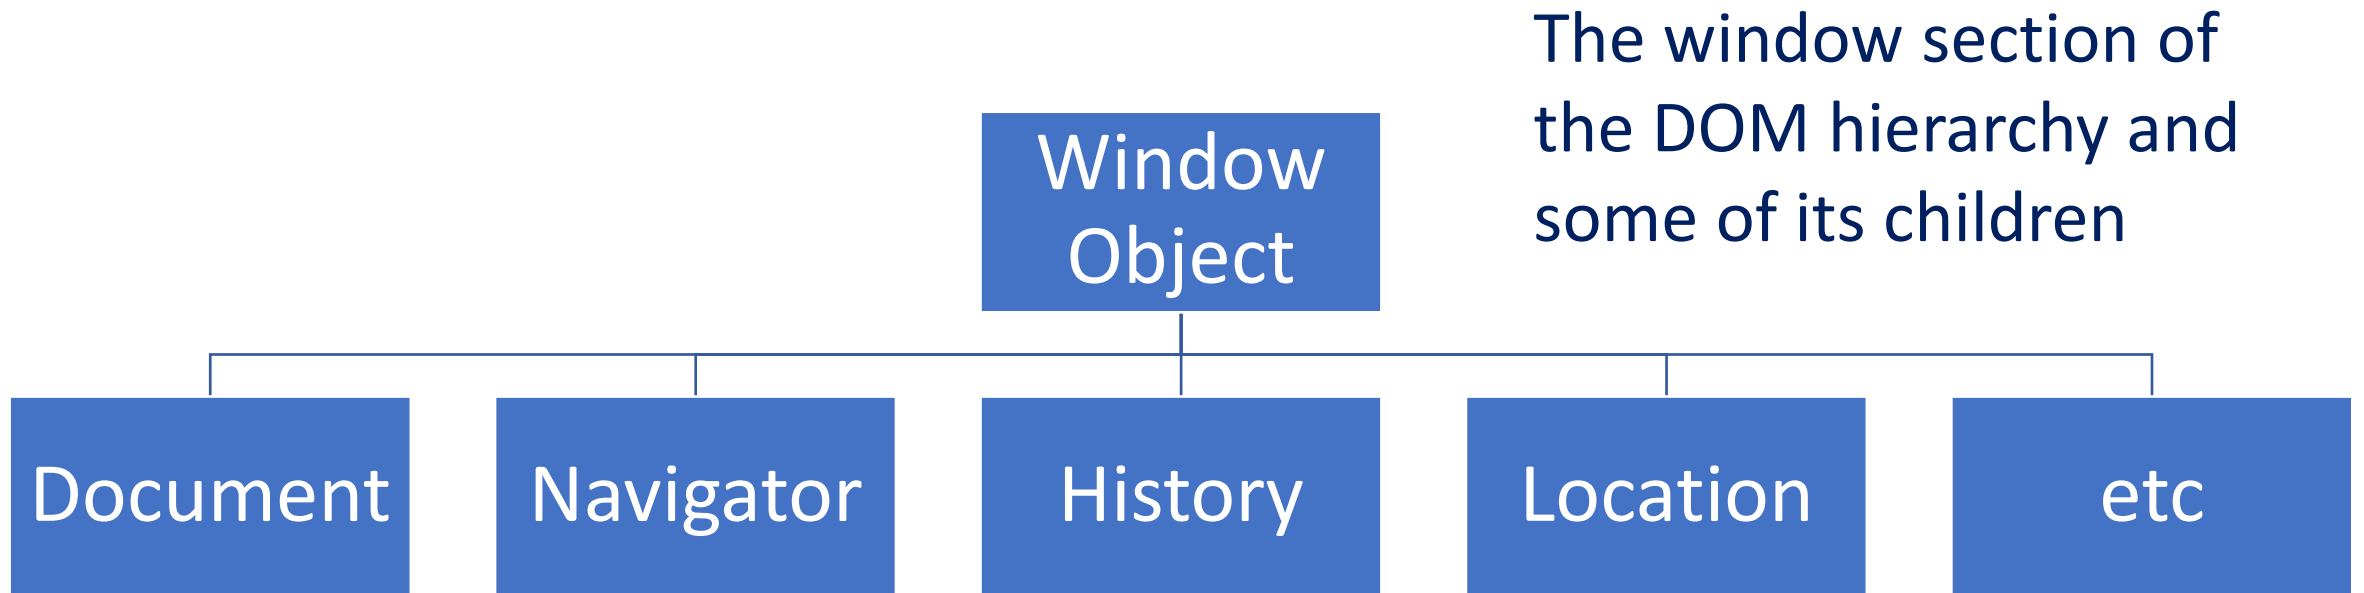 The window section of
the DOM hierarchy and
some of its children
Window
Object
Document
Navigator
History
Location
etc